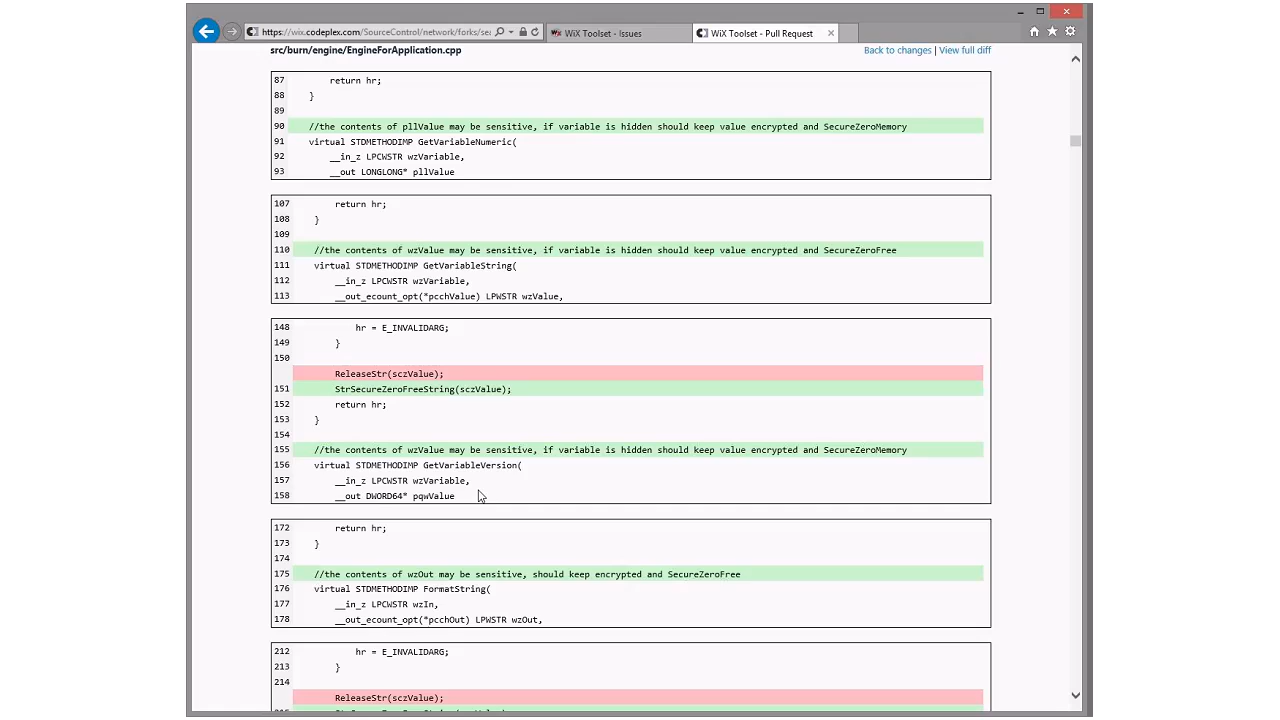 https://wix.codeplex.com/SourceControl/network/forks/se
WiX Toolset - Issues
WiX Toolset - Pull Request
src/burn/engine/EngineForApplication.cpp
Back to changes | View full diff
87 return hr;
88 }
89
90 //the contents of pllValue may be sensitive, if variable is hidden should keep value encrypted and SecureZeroMemory
91 virtual STDMETHODIMP GetVariableNumeric(
92 __in_z LPCWSTR wzVariable,
93 __out LONGLONG* pllValue
107 return hr;
108 }
109
110 //the contents of wzValue may be sensitive, if variable is hidden should keep value encrypted and SecureZeroFree
111 virtual STDMETHODIMP GetVariableString(
112 __in_z LPCWSTR wzVariable,
113 __out_ecount_opt(*pcchValue) LPWSTR wzValue,
148 hr = E_INVALIDARG;
149 }
150
ReleaseStr(sczValue);
151 StrSecureZeroFreeString(sczValue);
152 return hr;
153 }
154
155 //the contents of wzValue may be sensitive, if variable is hidden should keep value encrypted and SecureZeroMemory
156 virtual STDMETHODIMP GetVariableVersion(
157 __in_z LPCWSTR wzVariable,
158 __out DWORD64* pqwValue
172 return hr;
173 }
174
175 //the contents of wzOut may be sensitive, should keep encrypted and SecureZeroFree
176 virtual STDMETHODIMP FormatString(
177 __in_z LPCWSTR wzIn,
178 __out_ecount_opt(*pcchOut) LPWSTR wzOut,
212 hr = E_INVALIDARG;
213 }
214
ReleaseStr(sczValue);